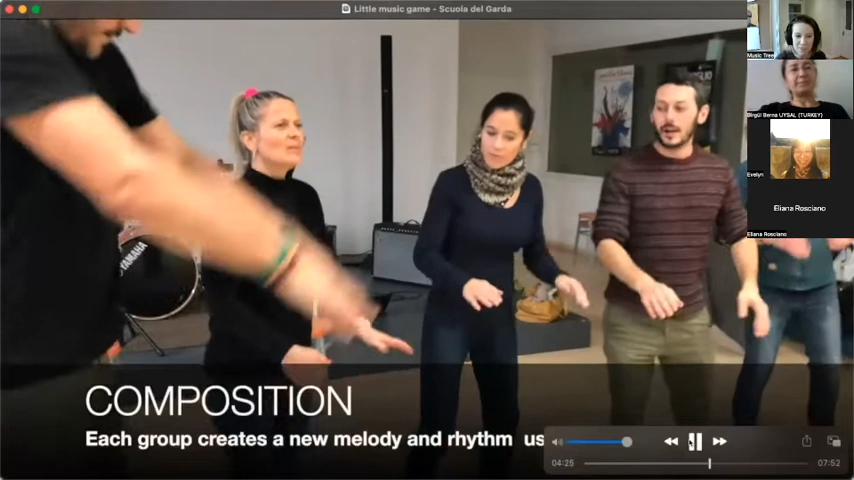 Little music game - Scuola del Garda
Music Tree
Birgül Berna UYSAL (TURKEY)
Evelyn
Eliana Rosciano
Eliana Rosciano
YAMAHA
COMPOSITION
Each group creates a new melody and rhythm us
04:25
07:52